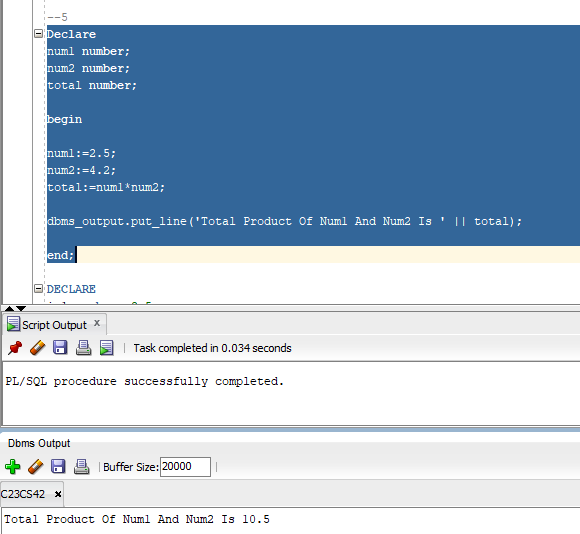 --5
Declare
num1 number;
num2 number;
total number;
begin
num1:=2.5;
num2:=4.2;
total:=num1*num2;
dbms_output.put_line('Total Product Of Num1 And Num2 Is ' || total);
end;
DECLARE
Script Output x
Task completed in 0.034 seconds
PL/SQL procedure successfully completed.
Dbms Output
Buffer Size: 20000
C23CS42 x
Total Product Of Num1 And Num2 Is 10.5